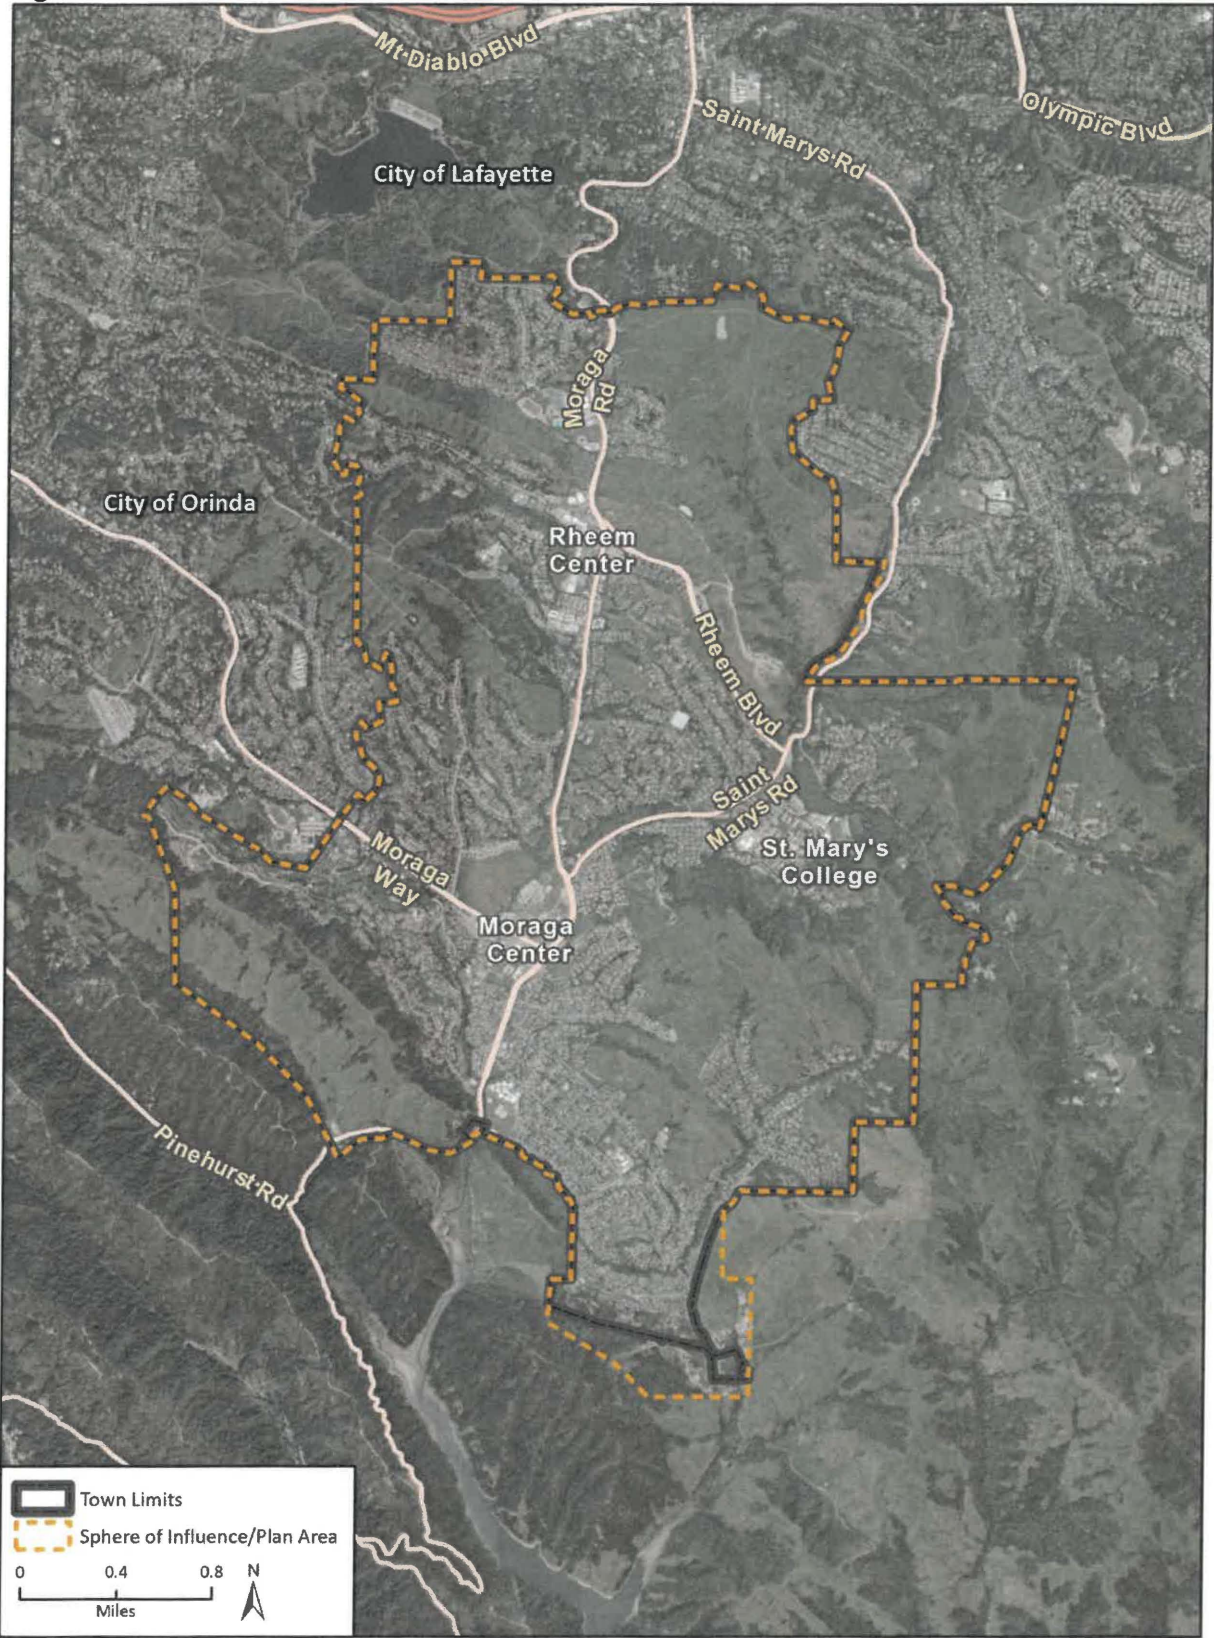 Mt Diablo Blvd
Olympic Blvd
Saint Marys Rd
City of Lafayette
Moraga
Rd
City of Orinda
Rheem
Center
Rheem Blvd
Saint
Marys Rd
St. Mary's
College
Moraga
Way
Moraga
Center
Pinehurst Rd
Town Limits
Sphere of Influence/Plan Area
0 0.4 0.8 N
Miles